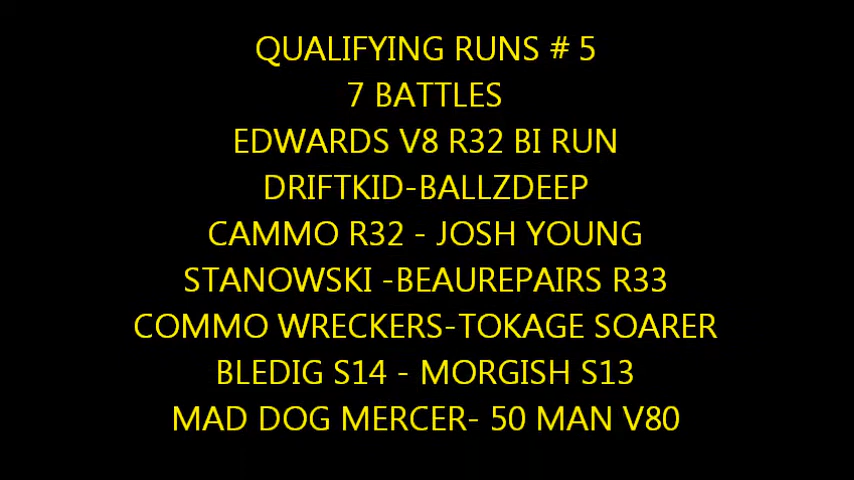 QUALIFYING RUNS # 5
7 BATTLES
EDWARDS V8 R32 BI RUN
DRIFTKID-BALLZDEEP
CAMMO R32 - JOSH YOUNG
STANOWSKI -BEAUREPAIRS R33
COMMO WRECKERS-TOKAGE SOARER
BLEDIG S14 - MORGISH S13
MAD DOG MERCER- 50 MAN V80